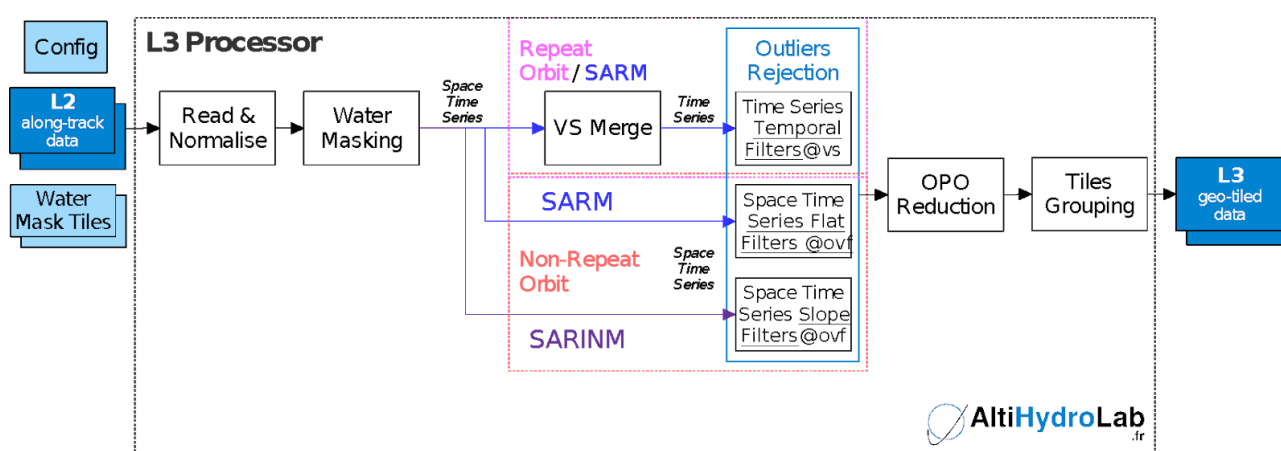 Config
L2
along-track
data
Water
Mask Tiles
L3 Processor
Read &
Normalise
Water
Masking
Space
Time
Series
Repeat
Orbit / SARM
VS Merge
Time
Series
Outliers
Rejection
Time Series
Temporal
Filters@vs
SARM
Space Time
Series Flat
Filters @ovf
Non-Repeat
Orbit
Space
Time
Series
Space Time
Series Slope
Filters@ovf
SARINM
OPO
Reduction
Tiles
Grouping
L3
geo-tiled
data
AltiHydroLab
.fr